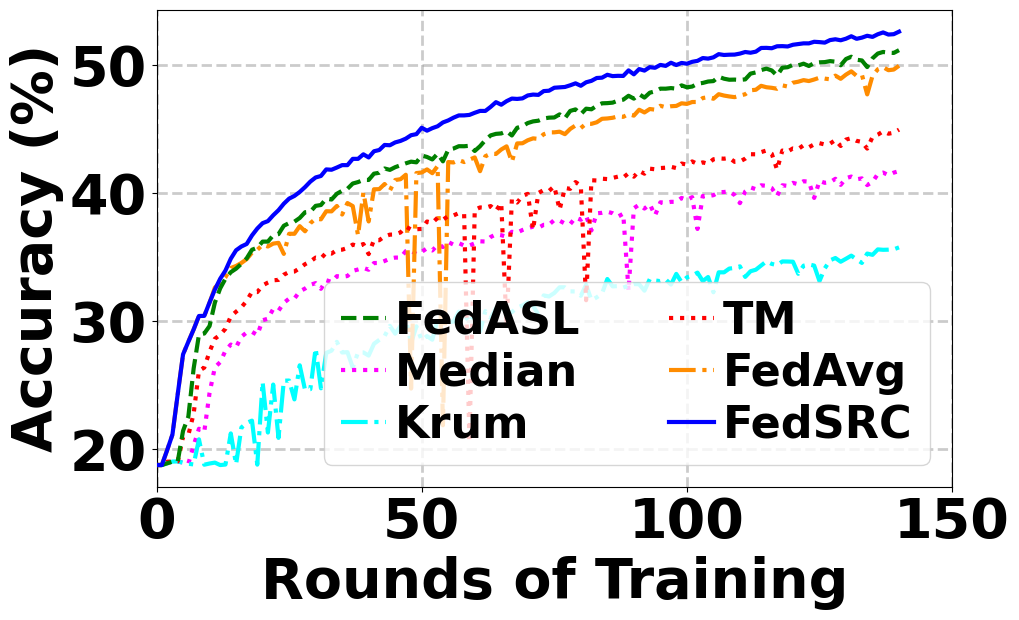 Accuracy (%)
50
40
30
20
FedASL
Median
Krum
TM
FedAvg
FedSRC
0 50 100 150
Rounds of Training